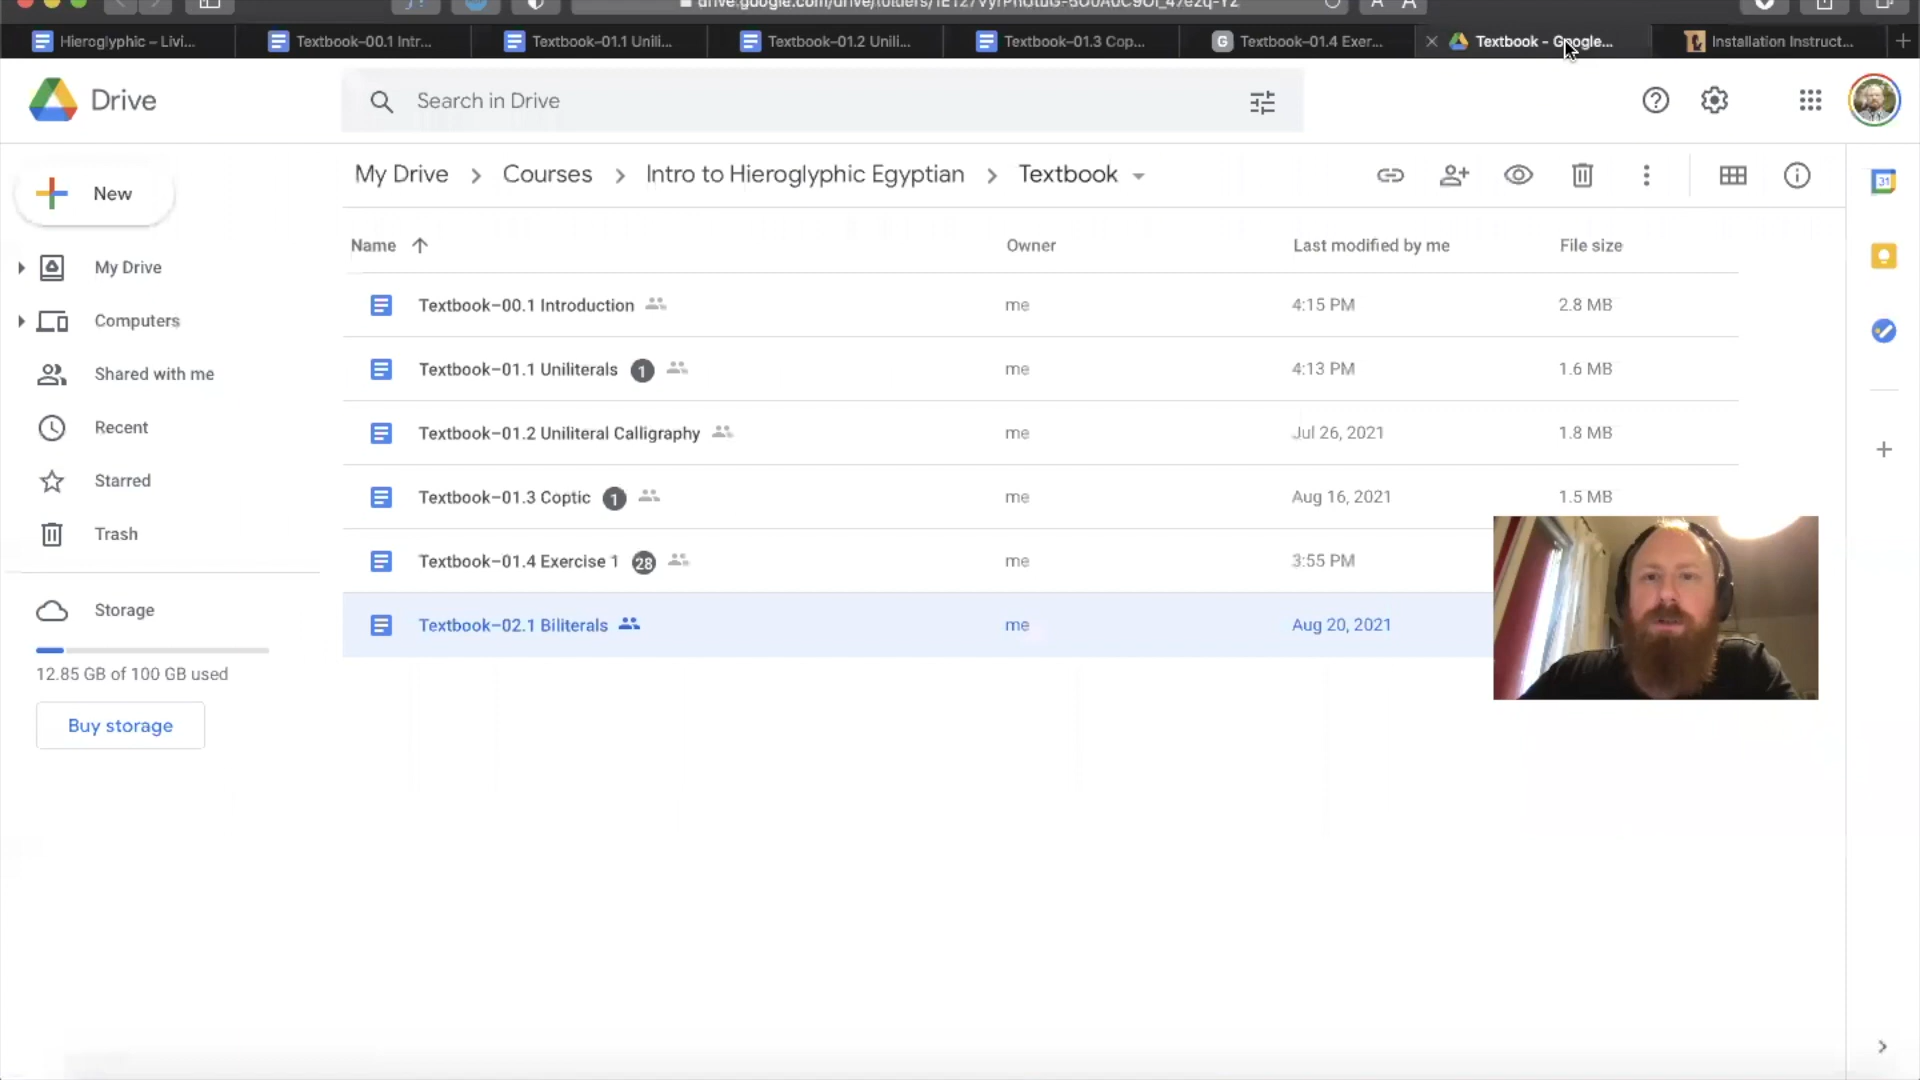 Hieroglyphic – Livi...
Textbook–00.1 Intr...
Textbook–01.1 Unili...
Textbook–01.2 Unili...
Textbook–01.3 Cop...
G Textbook–01.4 Exer...
Textbook - Google...
Installation Instruct...
Drive
Search in Drive
New
My Drive > Courses > Intro to Hieroglyphic Egyptian > Textbook
Name Owner Last modified by me File size
My Drive
Computers
Shared with me
Recent
Starred
Trash
Storage
12.85 GB of 100 GB used
Buy storage
Textbook–00.1 Introduction me 4:15 PM 2.8 MB
Textbook–01.1 Uniliterals 1 me 4:13 PM 1.6 MB
Textbook–01.2 Uniliteral Calligraphy me Jul 26, 2021 1.8 MB
Textbook–01.3 Coptic 1 me Aug 16, 2021 1.5 MB
Textbook–01.4 Exercise 1 28 me 3:55 PM
Textbook–02.1 Biliterals me Aug 20, 2021
31